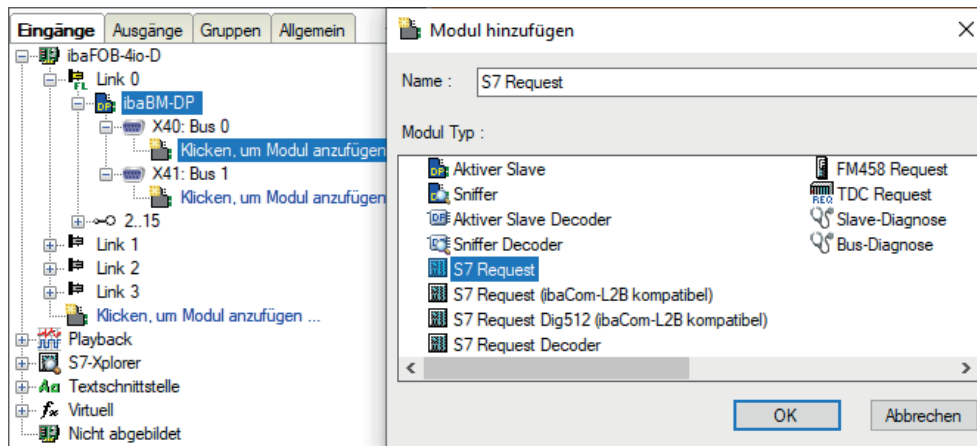 Eingänge Ausgänge Gruppen Allgemein
ibaFOB-4io-D
Link 0
ibaBM-DP
X40: Bus 0
Klicken, um Modul anzufügen
X41: Bus 1
Klicken, um Modul anzufügen
2..15
Link 1
Link 2
Link 3
Klicken, um Modul anzufügen ...
Playback
S7-Xplorer
Textschnittstelle
Virtuell
Nicht abgebildet
Modul hinzufügen
Name : S7 Request
Modul Typ :
Aktiver Slave
Sniffer
Aktiver Slave Decoder
Sniffer Decoder
S7 Request
S7 Request (ibaCom-L2B kompatibel)
S7 Request Dig512 (ibaCom-L2B kompatibel)
S7 Request Decoder
FM458 Request
TDC Request
Slave-Diagnose
Bus-Diagnose
OK Abbrechen